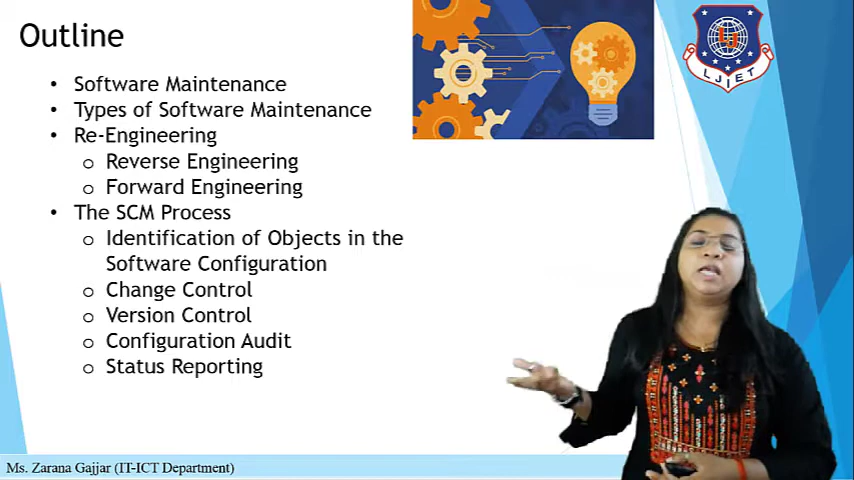 Outline
• Software Maintenance
• Types of Software Maintenance
• Re-Engineering
o Reverse Engineering
o Forward Engineering
• The SCM Process
o Identification of Objects in the
Software Configuration
o Change Control
o Version Control
o Configuration Audit
o Status Reporting
LJIET
Ms. Zarana Gajjar (IT-ICT Department)